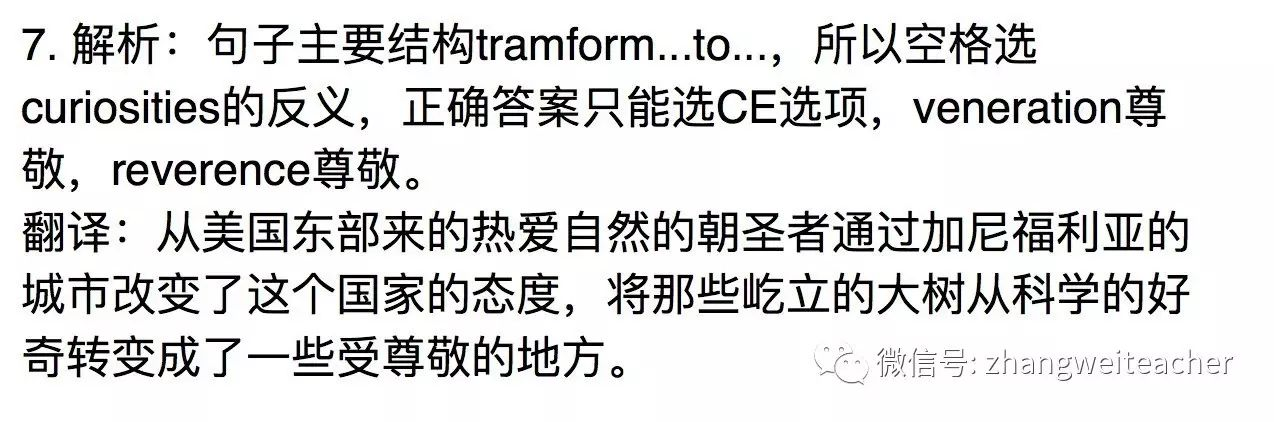 7. 解析：句子主要结构tramform...to...，所以空格选
curiosities的反义，正确答案只能选CE选项，veneration尊
敬，reverence尊敬。
翻译：从美国东部来的热爱自然的朝圣者通过加尼福利亚的
城市改变了这个国家的态度，将那些屹立的大树从科学的好
奇转变成了一些受尊敬的地方。
微信号: zhangweiteacher